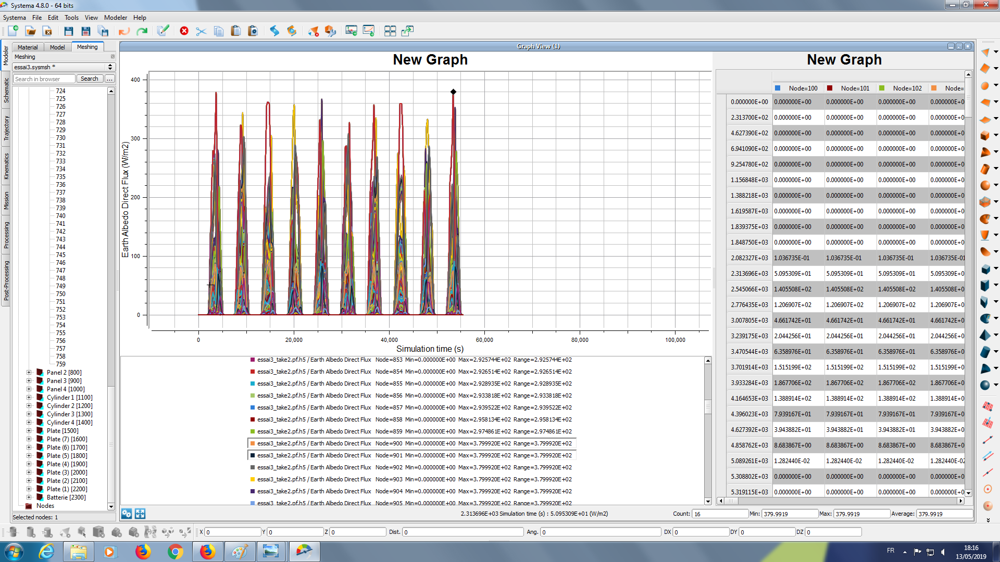 Systema 4.8.0 - 64 bits
Systema File Edit Tools View Modeler Help
Modeler
Schematic
Trajectory
Kinematics
Mission
Processing
Post-Processing
Material Model Meshing
Meshing
essai3.sysmsh *
Search in browser Search ...
724
725
726
727
728
729
730
731
732
733
734
735
736
737
738
739
740
741
742
743
744
745
746
747
748
749
750
751
752
753
754
755
756
757
758
759
Panel 2 [800]
Panel 3 [900]
Panel 4 [1000]
Cylinder 1 [1100]
Cylinder 2 [1200]
Cylinder 3 [1300]
Cylinder 4 [1400]
Plate [1500]
Plate (7) [1600]
Plate (6) [1700]
Plate (5) [1800]
Plate (4) [1900]
Plate (3) [2000]
Plate (2) [2100]
Plate (1) [2200]
Batterie [2300]
Nodes
Selected nodes: 1
Graph View (1)
New Graph
Earth Albedo Direct Flux (W/m2)
400
300
200
100
0
0 20,000 40,000 60,000 80,000 100,000
Simulation time (s)
essai3_take2.pf.h5 / Earth Albedo Direct Flux Node=853 Min=0.000000E+00 Max=2.925744E+02 Range=2.925744E+02
essai3_take2.pf.h5 / Earth Albedo Direct Flux Node=854 Min=0.000000E+00 Max=2.926514E+02 Range=2.926514E+02
essai3_take2.pf.h5 / Earth Albedo Direct Flux Node=855 Min=0.000000E+00 Max=2.928935E+02 Range=2.928935E+02
essai3_take2.pf.h5 / Earth Albedo Direct Flux Node=856 Min=0.000000E+00 Max=2.933818E+02 Range=2.933818E+02
essai3_take2.pf.h5 / Earth Albedo Direct Flux Node=857 Min=0.000000E+00 Max=2.939522E+02 Range=2.939522E+02
essai3_take2.pf.h5 / Earth Albedo Direct Flux Node=858 Min=0.000000E+00 Max=2.958134E+02 Range=2.958134E+02
essai3_take2.pf.h5 / Earth Albedo Direct Flux Node=859 Min=0.000000E+00 Max=2.974861E+02 Range=2.974861E+02
essai3_take2.pf.h5 / Earth Albedo Direct Flux Node=900 Min=0.000000E+00 Max=3.799920E+02 Range=3.799920E+02
essai3_take2.pf.h5 / Earth Albedo Direct Flux Node=901 Min=0.000000E+00 Max=3.799920E+02 Range=3.799920E+02
essai3_take2.pf.h5 / Earth Albedo Direct Flux Node=902 Min=0.000000E+00 Max=3.799920E+02 Range=3.799920E+02
essai3_take2.pf.h5 / Earth Albedo Direct Flux Node=903 Min=0.000000E+00 Max=3.799920E+02 Range=3.799920E+02
essai3_take2.pf.h5 / Earth Albedo Direct Flux Node=904 Min=0.000000E+00 Max=3.799920E+02 Range=3.799920E+02
essai3_take2.pf.h5 / Earth Albedo Direct Flux Node=905 Min=0.000000E+00 Max=3.799920E+02 Range=3.799920E+02
New Graph
Node=100 Node=101 Node=102 Node=
0.000000E+00 0.000000E+00 0.000000E+00 0.000000E+00 0.000000E+0
2.313700E+02 0.000000E+00 0.000000E+00 0.000000E+00 0.000000E+0
4.627390E+02 0.000000E+00 0.000000E+00 0.000000E+00 0.000000E+0
6.941090E+02 0.000000E+00 0.000000E+00 0.000000E+00 0.000000E+0
9.254780E+02 0.000000E+00 0.000000E+00 0.000000E+00 0.000000E+0
1.156848E+03 0.000000E+00 0.000000E+00 0.000000E+00 0.000000E+0
1.388218E+03 0.000000E+00 0.000000E+00 0.000000E+00 0.000000E+0
1.619587E+03 0.000000E+00 0.000000E+00 0.000000E+00 0.000000E+0
1.839375E+03 0.000000E+00 0.000000E+00 0.000000E+00 0.000000E+0
1.848750E+03 0.000000E+00 0.000000E+00 0.000000E+00 0.000000E+0
2.082327E+03 1.036735E-01 1.036735E-01 1.036735E-01 1.036735E-01
2.313696E+03 5.095309E+01 5.095309E+01 5.095309E+01 5.095309E+0
2.545066E+03 1.405508E+02 1.405508E+02 1.405508E+02 1.405508E+0
2.776435E+03 1.206907E+02 1.206907E+02 1.206907E+02 1.206907E+0
3.007805E+03 4.661742E+01 4.661742E+01 4.661742E+01 4.661742E+0
3.239175E+03 2.044256E+01 2.044256E+01 2.044256E+01 2.044256E+0
3.470544E+03 6.358976E+01 6.358976E+01 6.358976E+01 6.358976E+0
3.701914E+03 1.515199E+02 1.515199E+02 1.515199E+02 1.515199E+0
3.933284E+03 1.867706E+02 1.867706E+02 1.867706E+02 1.867706E+0
4.164653E+03 1.388914E+02 1.388914E+02 1.388914E+02 1.388914E+0
4.396023E+03 7.939167E+01 7.939167E+01 7.939167E+01 7.939167E+0
4.627392E+03 3.943882E+01 3.943882E+01 3.943882E+01 3.943882E+0
4.858762E+03 8.683867E+00 8.683867E+00 8.683867E+00 8.683867E+0
5.089261E+03 1.282440E-02 1.282440E-02 1.282440E-02 1.282440E-02
5.308802E+03 0.000000E+00 0.000000E+00 0.000000E+00 0.000000E+0
5.319115E+03 0.000000E+00 0.000000E+00 0.000000E+00 0.000000E+0
2.313696E+03 Simulation time (s) : 5.095309E+01 (W/m2) Count: 16 Min: 379.9919 Max: 379.9919 Average: 379.9919
X 0 Y 0 Z 0 Dist. 0 Ang. 0 DX 0 DY 0 DZ 0
FR 18:16
13/05/2019